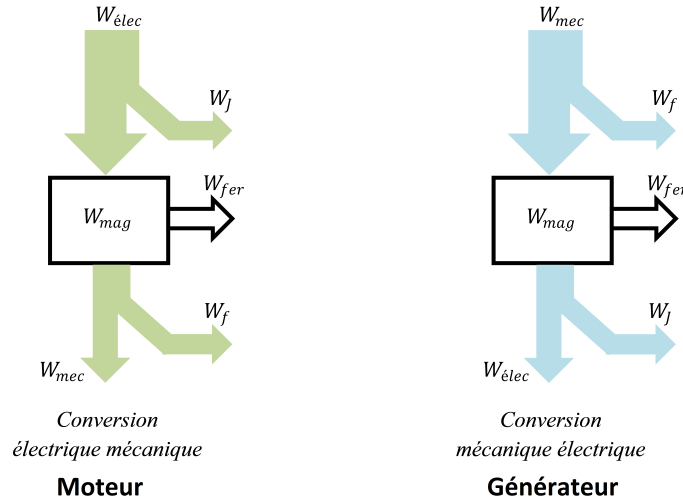 W_élec
W_J
W_fer
W_mag
W_f
W_mec
Conversion
électrique mécanique
Moteur
W_mec
W_f
W_fer
W_mag
W_J
W_élec
Conversion
mécanique électrique
Générateur